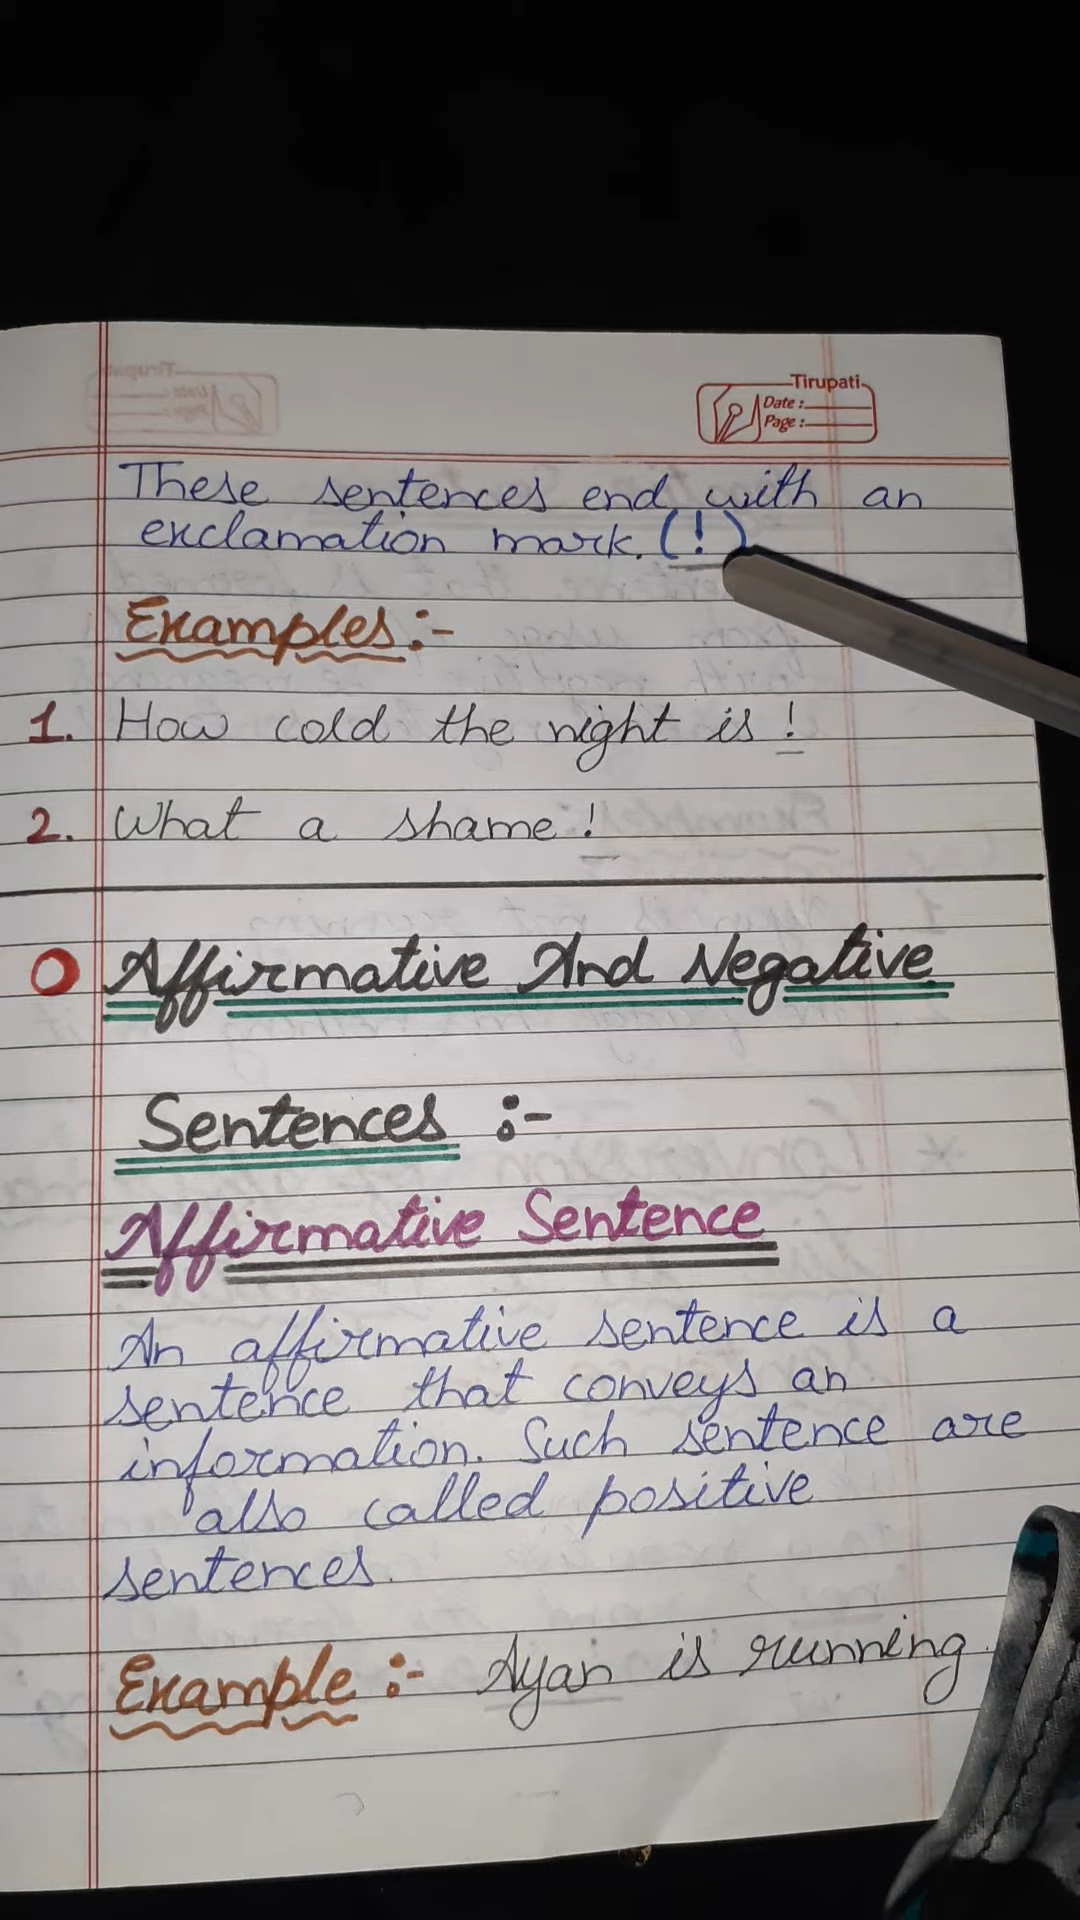 Tirupati
Date :
Page :
These sentences end with an
exclamation mark. (!)
Examples :-
1. How cold the night is !
2. What a shame !
Affirmative And Negative
Sentences :-
Affirmative Sentence
An affirmative sentence is a
sentence that conveys an
information. Such sentence are
also called positive
sentences.
Example :- Ayan is running.